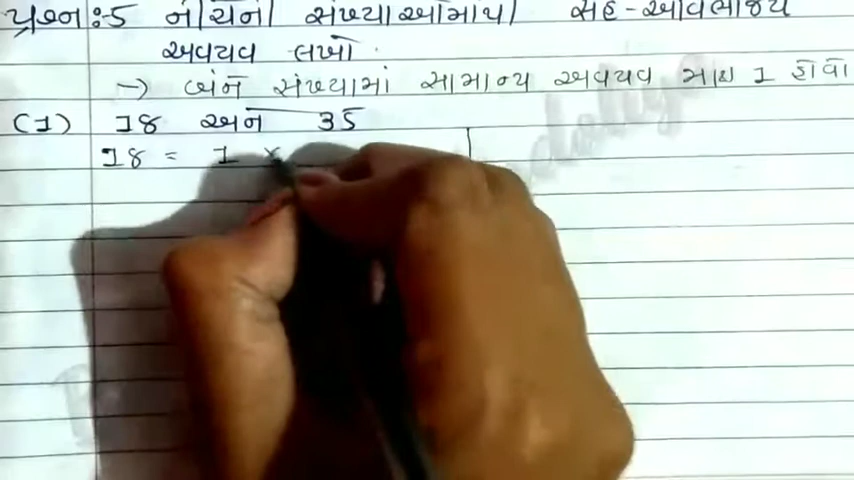 પ્રશ્નઃ-5 નીચેની સંખ્યાઓમાંથી સહ-અવિભાજ્ય
અવયવ લખો.
→ બંને સંખ્યામાં સામાન્ય અવયવ માત્ર 1 હોવો
(1) 18 અને 35
18 = 1 ×